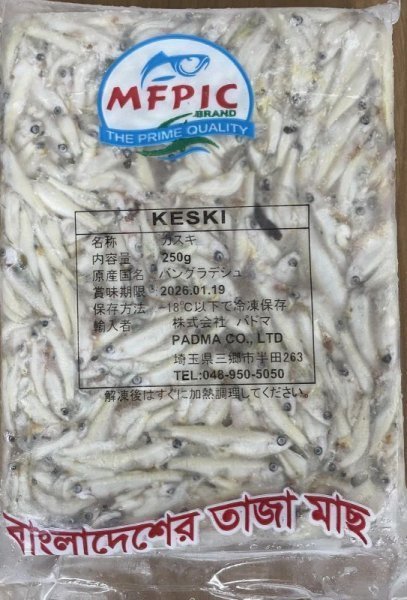 MFPIC
BRAND
THE PRIME QUALITY
KESKI
名称 カスキ
内容量 250g
原産国名 バングラデシュ
賞味期限 2026.01.19
保存方法 -18℃以下で冷凍保存
輸入者 株式会社 パトマ
PADMA CO., LTD
埼玉県三郷市半田263
TEL:048-950-5050
解凍後はすぐに加熱調理してください。
বাংলাদেশের তাজা মাছ